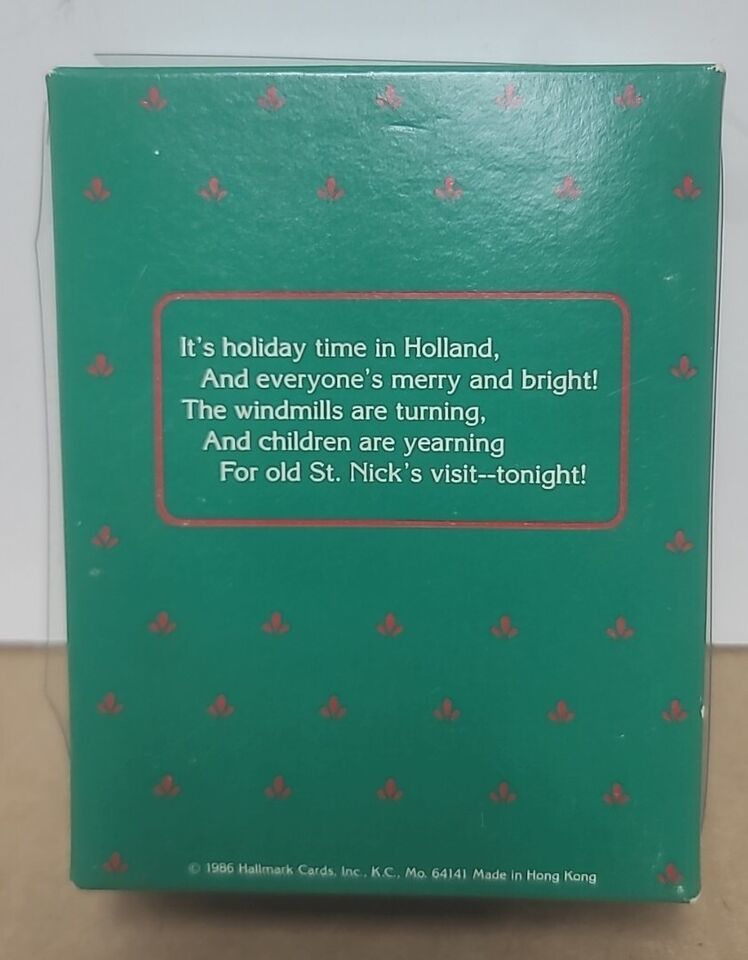 It's holiday time in Holland,
And everyone's merry and bright!
The windmills are turning,
And children are yearning
For old St. Nick's visit--tonight!
© 1986 Hallmark Cards, Inc., K.C., Mo. 64141 Made in Hong Kong